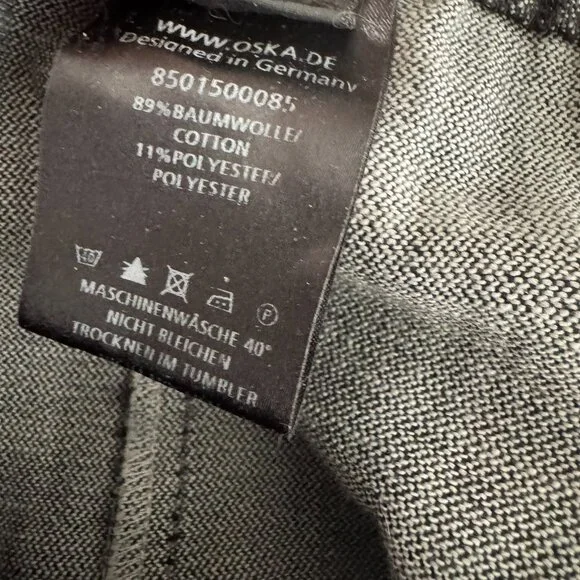 www.OSKA.DE
Designed in Germany
8501500085
89%BAUMWOLLE/
COTTON
11%POLYESTER/
POLYESTER
40
P
MASCHINENWÄSCHE 40°
NICHT BLEICHEN
TROCKNEN IM TUMBLER